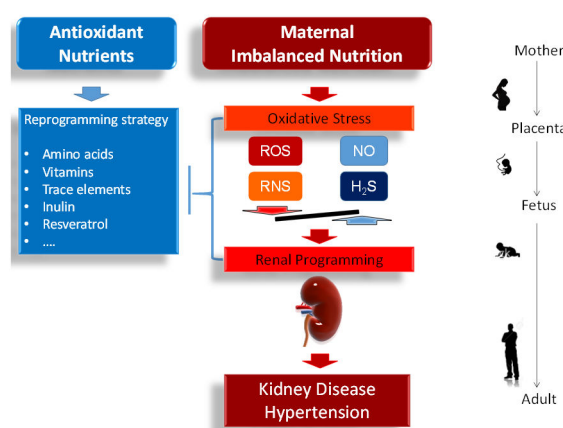 Antioxidant
Nutrients
Maternal
Imbalanced Nutrition
Reprogramming strategy
• Amino acids
• Vitamins
• Trace elements
• Inulin
• Resveratrol
• ....
Oxidative Stress
ROS
NO
RNS
H₂S
Renal Programming
Kidney Disease
Hypertension
Mother
Placenta
Fetus
Adult